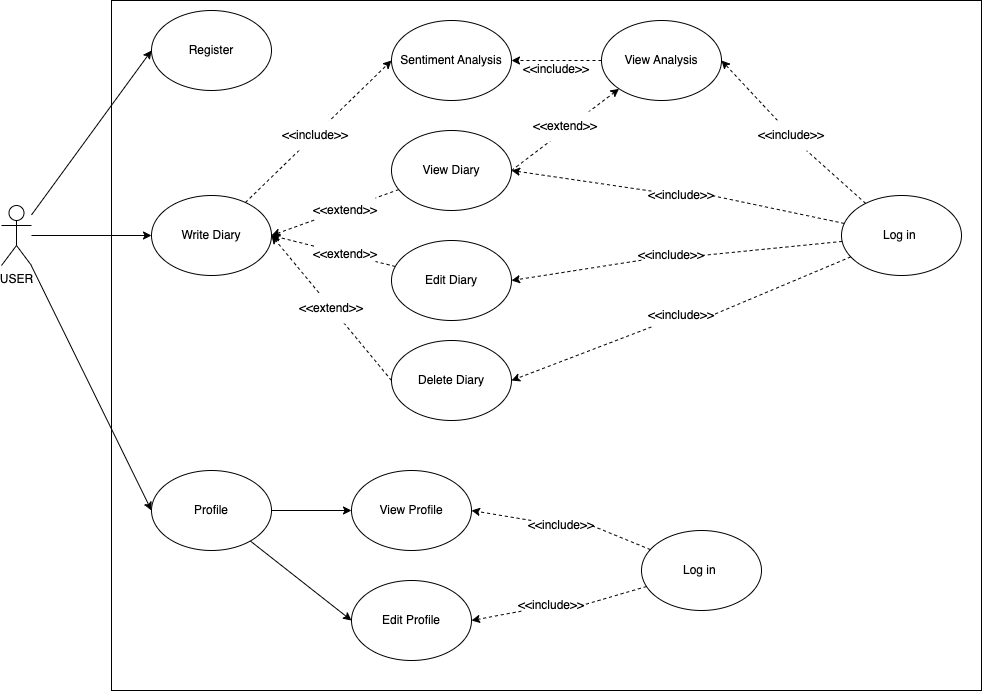 Register
Sentiment Analysis
<<include>>
View Analysis
<<include>>
<<extend>>
<<include>>
View Diary
<<include>>
<<extend>>
Write Diary
Log in
<<extend>>
<<include>>
USER
Edit Diary
<<extend>>
<<include>>
Delete Diary
Profile
View Profile
<<include>>
Log in
<<include>>
Edit Profile